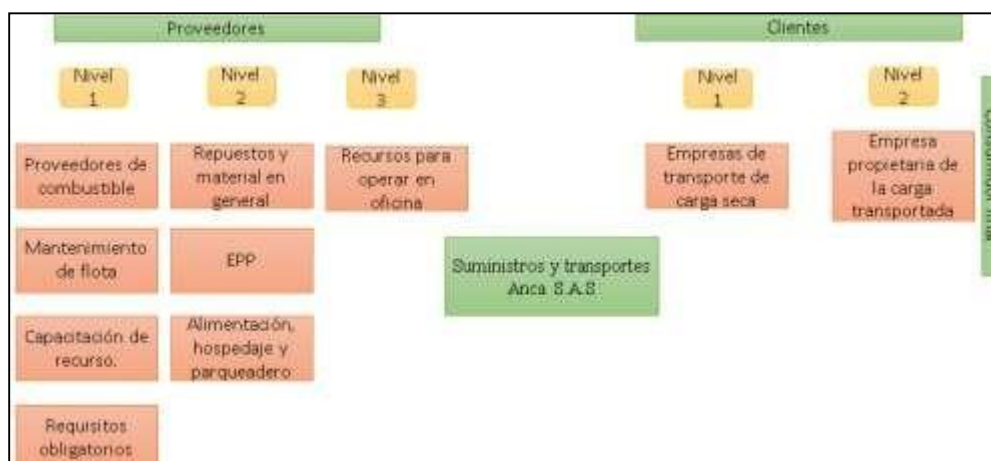 Proveedores
Clientes
Nivel
1
Nivel
2
Nivel
3
Nivel
1
Nivel
2
Proveedores de
combustible
Repuestos y
material en
general
Recursos para
operar en
oficina
Empresas de
transporte de
carga seca
Empresa
propietaria de
la carga
transportada
Mantenimiento
de flota
EPP
Suministros y transportes
Anca S.A.S
Capacitación de
recurso.
Alimentación,
hospedaje y
parqueadero
Requisitos
obligatorios